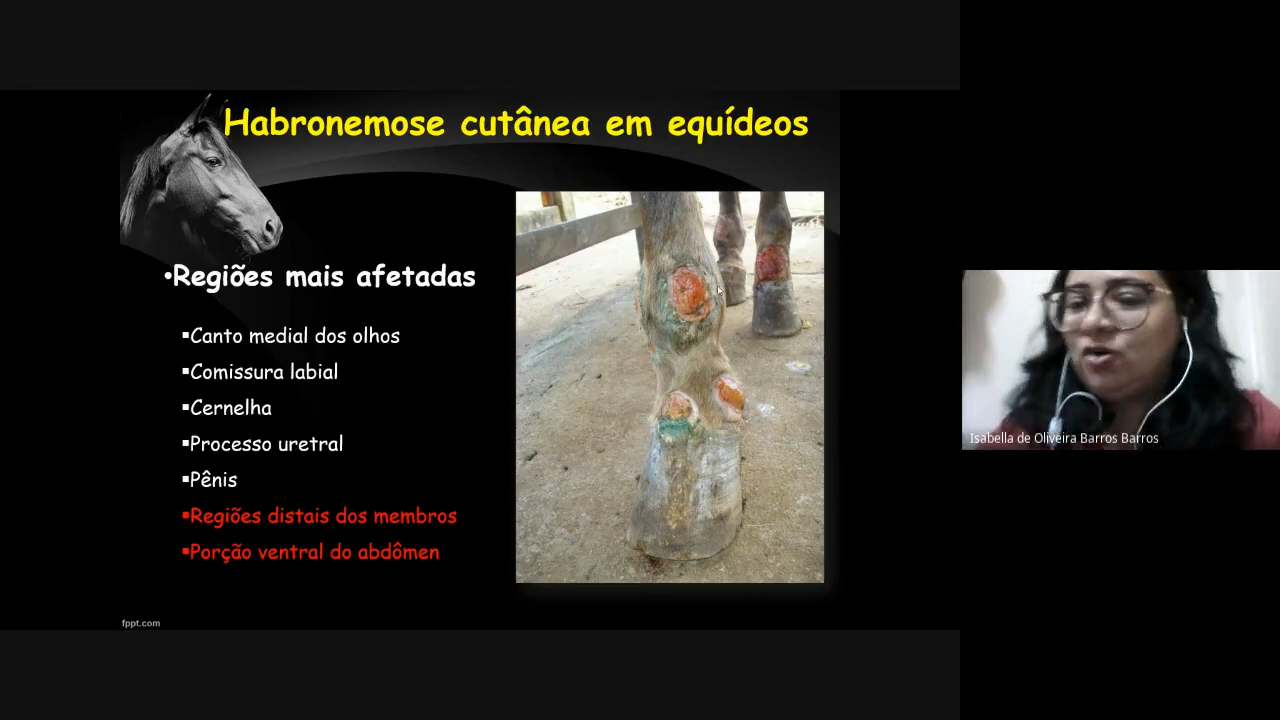 Habronemose cutânea em equídeos
•Regiões mais afetadas
▪Canto medial dos olhos
▪Comissura labial
▪Cernelha
▪Processo uretral
▪Pênis
▪Regiões distais dos membros
▪Porção ventral do abdômen
fppt.com
Isabella de Oliveira Barros Barros